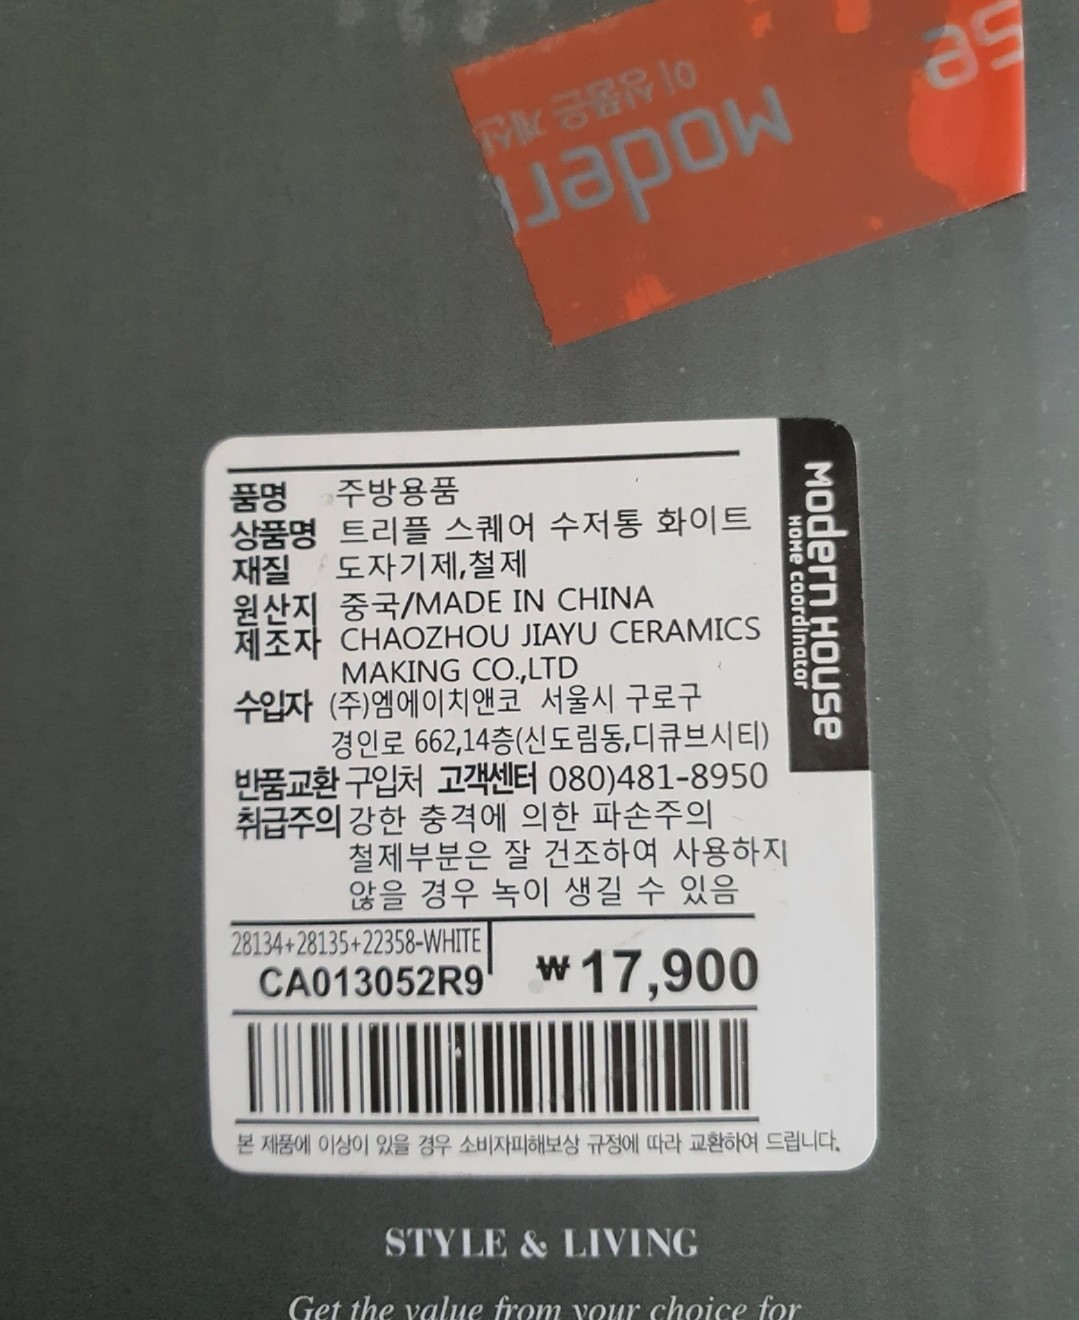 이 상품은 계산
Modern
se
품명 주방용품
상품명 트리플 스퀘어 수저통 화이트
재질 도자기제,철제
원산지 중국/MADE IN CHINA
제조자 CHAOZHOU JIAYU CERAMICS
MAKING CO.,LTD
수입자 (주)엠에이치앤코 서울시 구로구
경인로 662,14층(신도림동,디큐브시티)
반품교환 구입처 고객센터 080)481-8950
취급주의 강한 충격에 의한 파손주의
철제부분은 잘 건조하여 사용하지
않을 경우 녹이 생길 수 있음
28134+28135+22358-WHITE
CA013052R9 ₩17,900
본 제품에 이상이 있을 경우 소비자피해보상 규정에 따라 교환하여 드립니다.
Modern House
Home coordinator
STYLE & LIVING
Get the value from your choice for